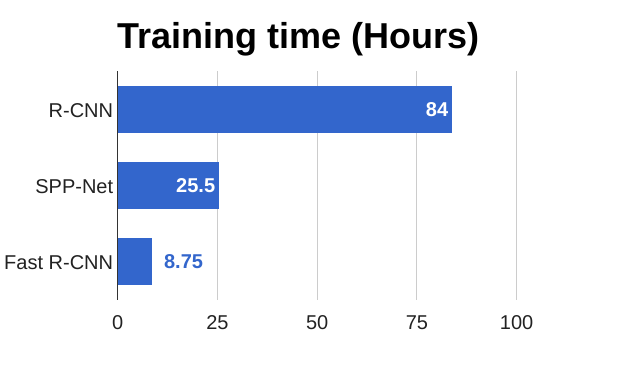 Training time (Hours)
R-CNN 84
SPP-Net 25.5
Fast R-CNN 8.75
0 25 50 75 100